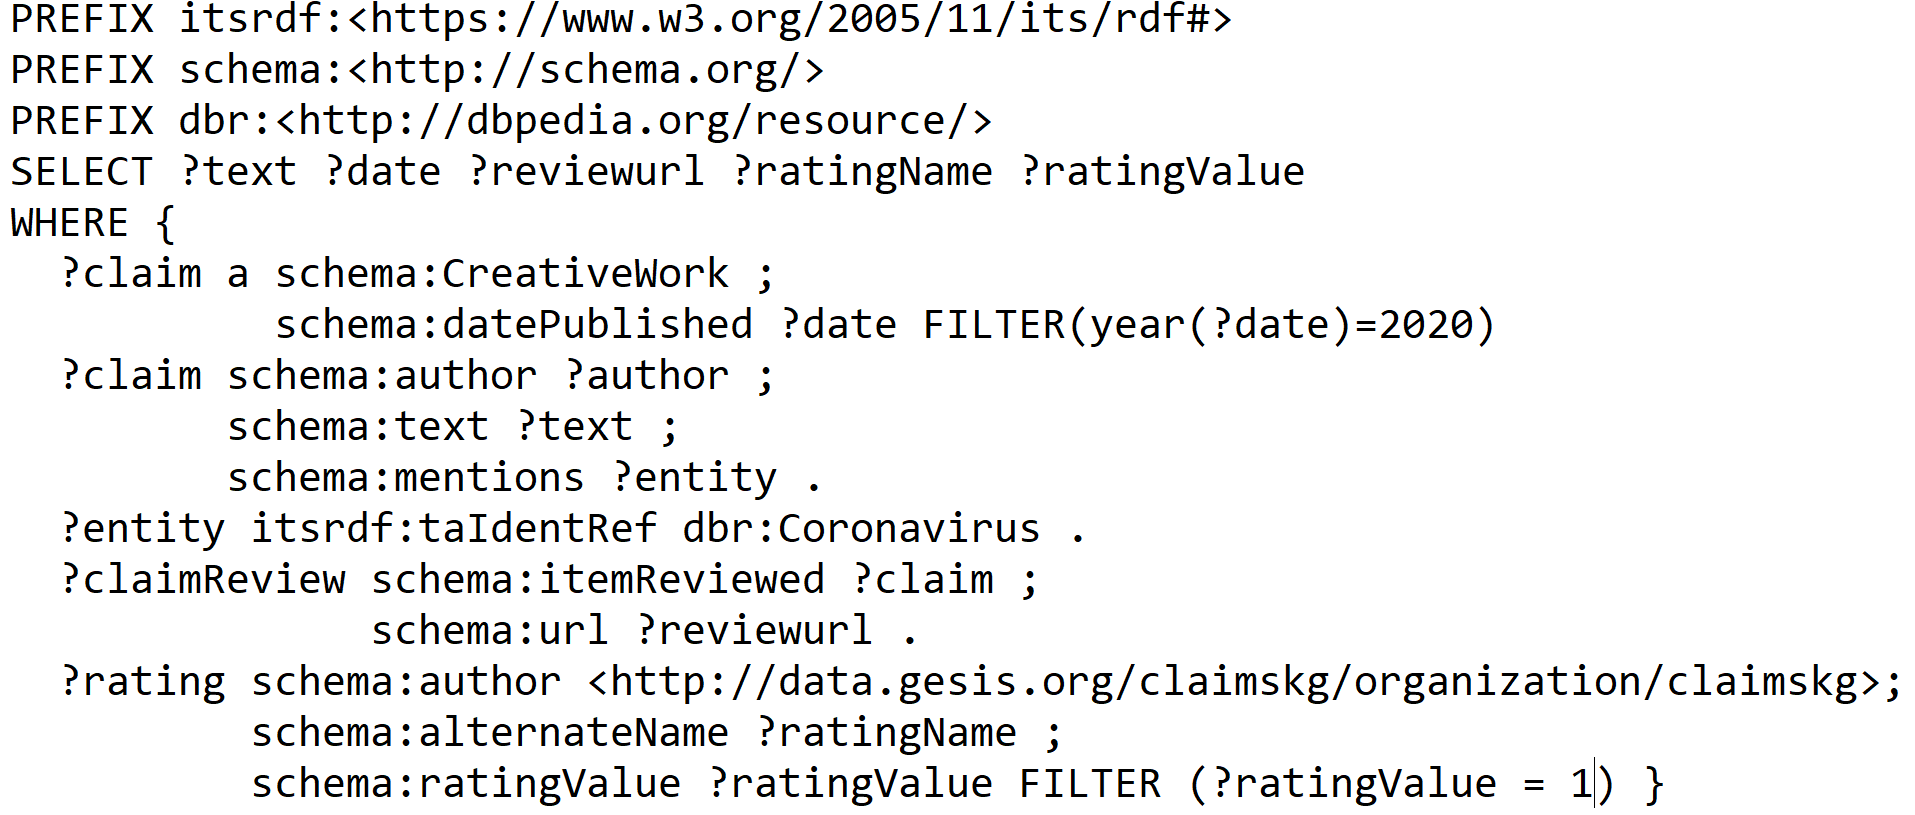 PREFIX itsrdf:<https://www.w3.org/2005/11/its/rdf#>
PREFIX schema:<http://schema.org/>
PREFIX dbr:<http://dbpedia.org/resource/>
SELECT ?text ?date ?reviewurl ?ratingName ?ratingValue
WHERE {
  ?claim a schema:CreativeWork ;
           schema:datePublished ?date FILTER(year(?date)=2020)
  ?claim schema:author ?author ;
         schema:text ?text ;
         schema:mentions ?entity .
  ?entity itsrdf:taIdentRef dbr:Coronavirus .
  ?claimReview schema:itemReviewed ?claim ;
               schema:url ?reviewurl .
  ?rating schema:author <http://data.gesis.org/claimskg/organization/claimskg>;
          schema:alternateName ?ratingName ;
          schema:ratingValue ?ratingValue FILTER (?ratingValue = 1) }